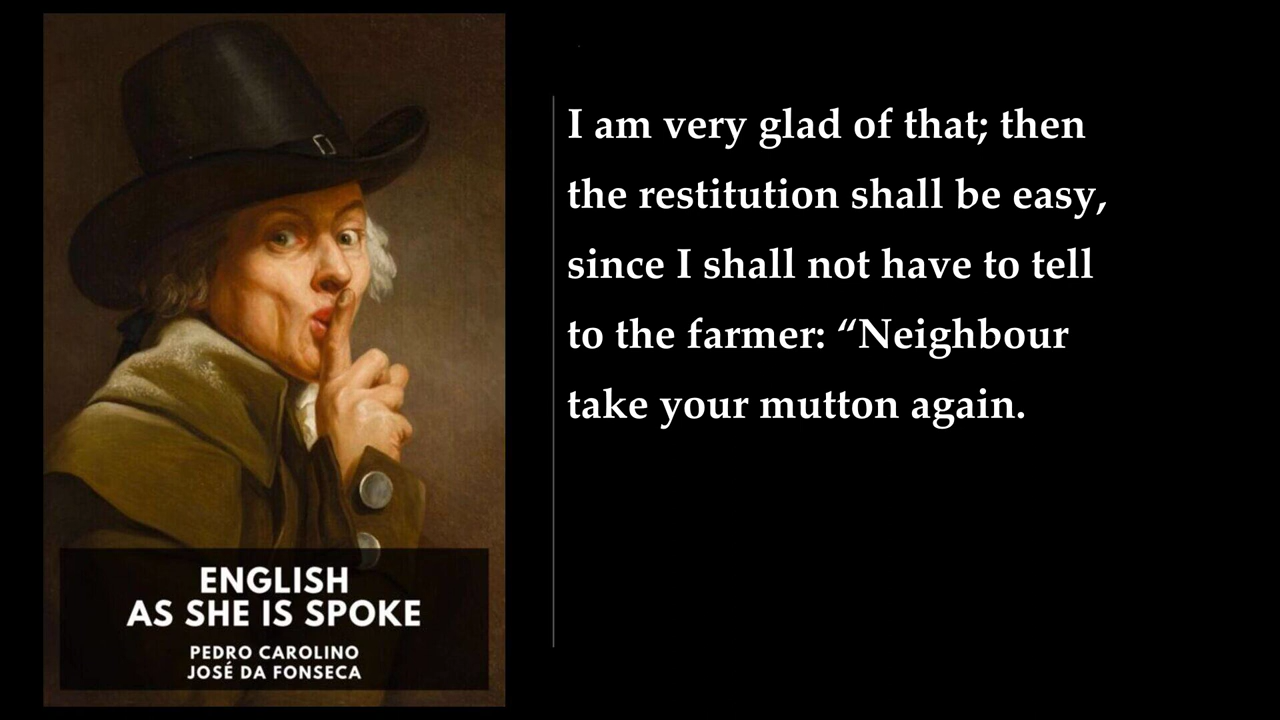 I am very glad of that; then
the restitution shall be easy,
since I shall not have to tell
to the farmer: “Neighbour
take your mutton again.
ENGLISH
AS SHE IS SPOKE
PEDRO CAROLINO
JOSÉ DA FONSECA